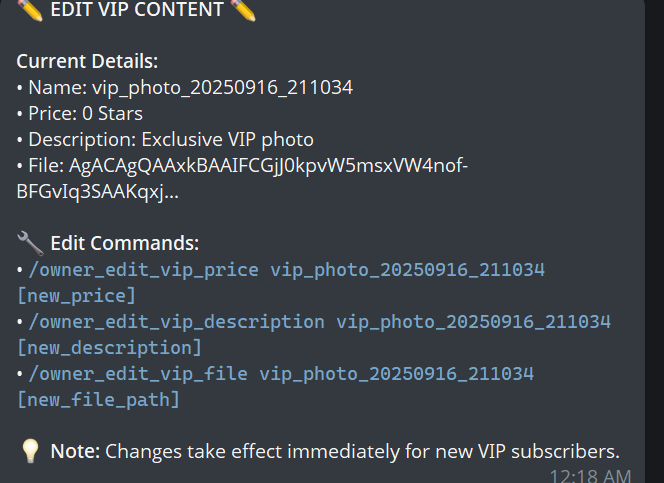 ✏️ EDIT VIP CONTENT ✏️
Current Details:
• Name: vip_photo_20250916_211034
• Price: 0 Stars
• Description: Exclusive VIP photo
• File: AgACAgQAAxkBAAIFCGjJ0kpvW5msxVW4nof-
BFGvIq3SAAKqxj...
🔧 Edit Commands:
• /owner_edit_vip_price vip_photo_20250916_211034
[new_price]
• /owner_edit_vip_description vip_photo_20250916_211034
[new_description]
• /owner_edit_vip_file vip_photo_20250916_211034
[new_file_path]
💡 Note: Changes take effect immediately for new VIP subscribers.
12:18 AM